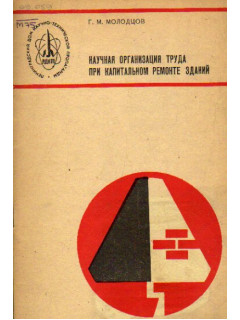 Г. М. МОЛОДЦОВ
НАУЧНАЯ ОРГАНИЗАЦИЯ ТРУДА
ПРИ КАПИТАЛЬНОМ РЕМОНТЕ ЗДАНИЙ